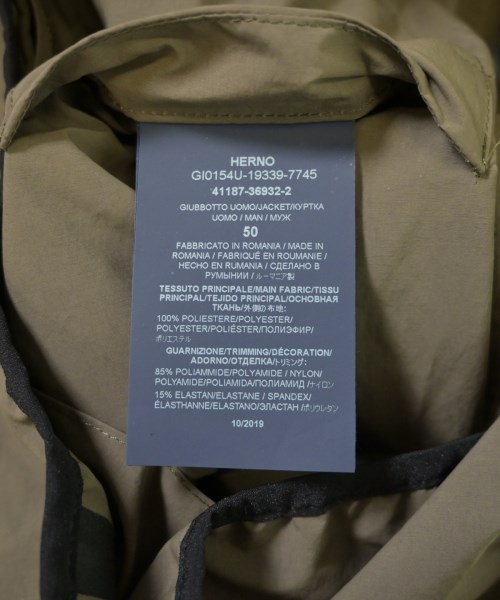 HERNO
GI0154U-19339-7745
41187-36932-2
GIUBBOTTO UOMO/JACKET/КУРТКА
UOMO / MAN / МУЖ
50
FABBRICATO IN ROMANIA / MADE IN
ROMANIA / FABRIQUÉ EN ROUMANIE /
HECHO EN RUMANIA / СДЕЛАНО В
РУМЫНИИ / ルーマニア製
TESSUTO PRINCIPALE/MAIN FABRIC/TISSU
PRINCIPAL/TEJIDO PRINCIPAL/ОСНОВНАЯ
ТКАНЬ/外側の布地:
100% POLIESTERE/POLYESTER/
POLYESTER/POLIÉSTER/ПОЛИЭФИР/
ポリエステル
GUARNIZIONE/TRIMMING/DÉCORATION/
ADORNO/ОТДЕЛКА/トリミング:
85% POLIAMMIDE/POLYAMIDE / NYLON/
POLYAMIDE/POLIAMIDA/ПОЛИАМИД /ナイロン
15% ELASTAN/ELASTANE / SPANDEX/
ÉLASTHANNE/ELASTANO/ЭЛАСТАН /ポリウレタン
10/2019